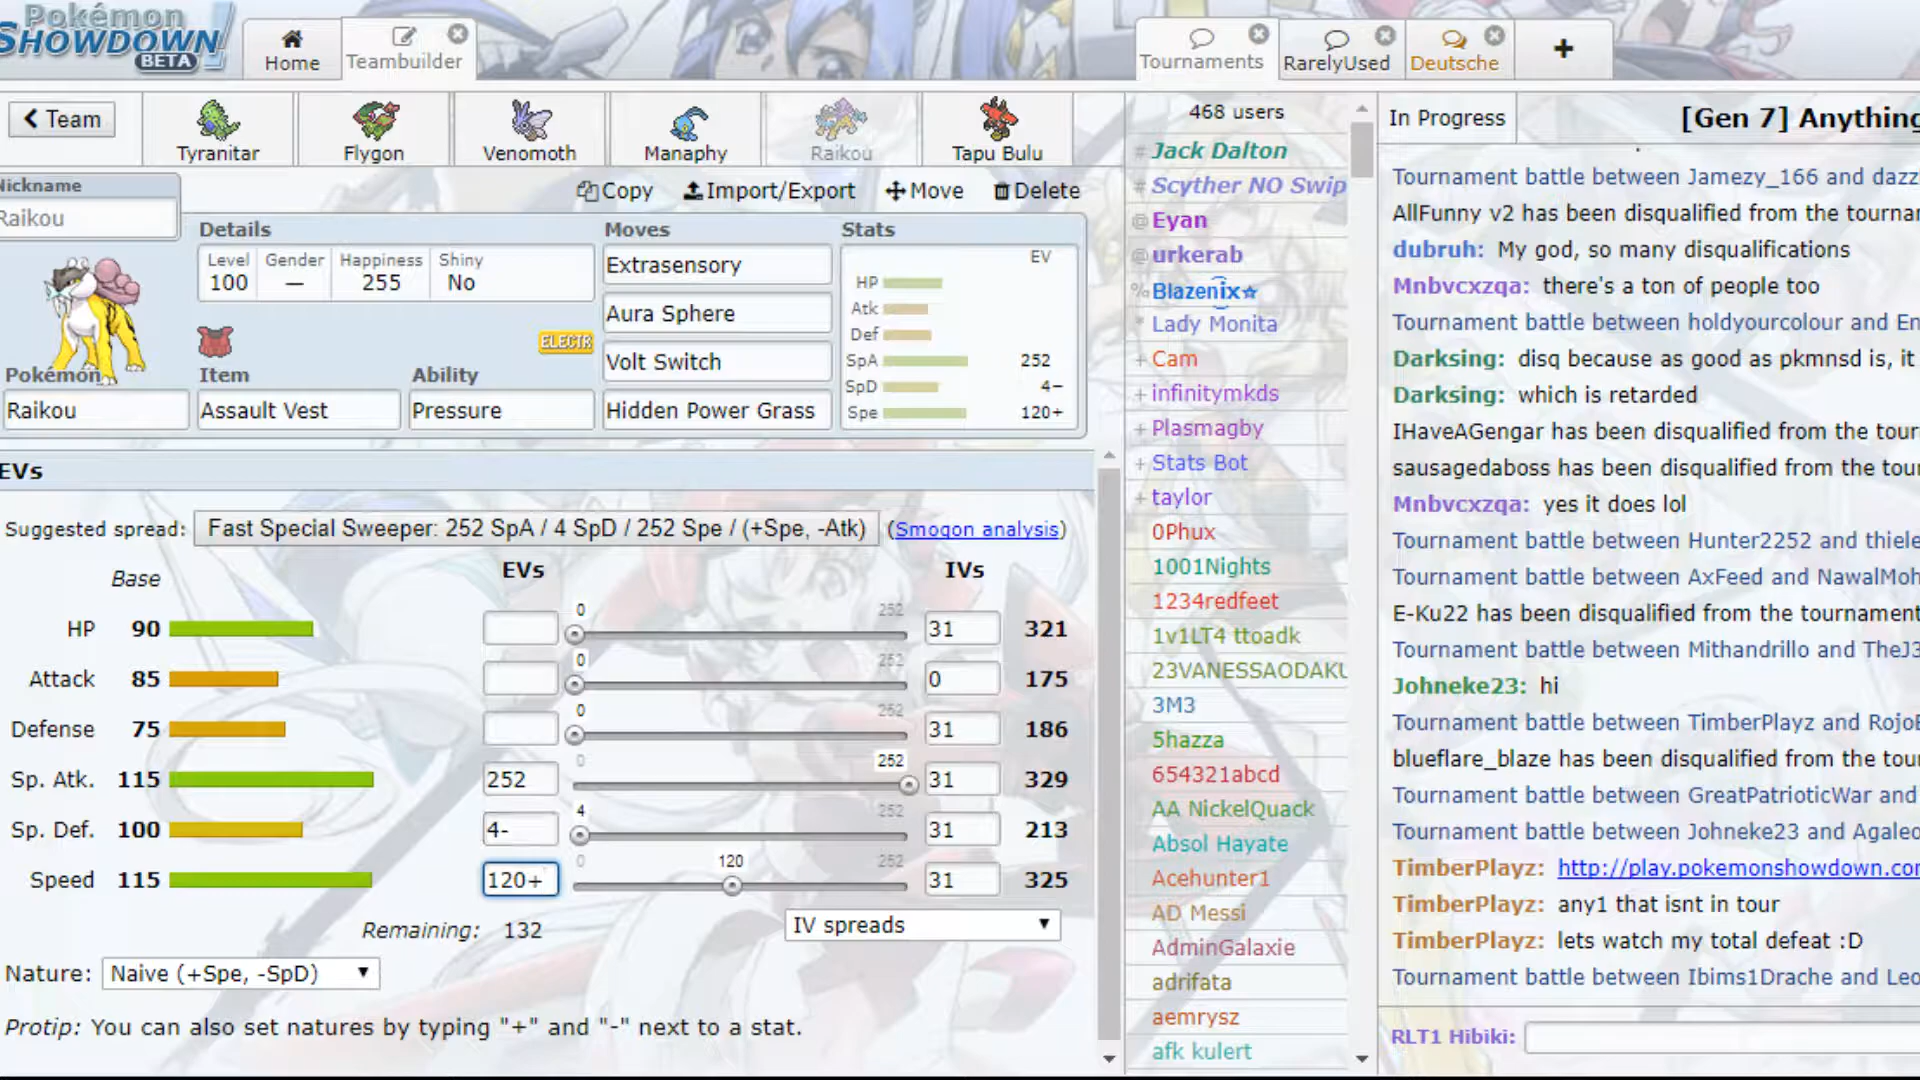 Pokémon
SHOWDOWN
BETA
Home
Teambuilder
Tournaments
RarelyUsed
Deutsche
+
Team
Tyranitar
Flygon
Venomoth
Manaphy
Raikou
Tapu Bulu
Nickname
Raikou
Copy
Import/Export
Move
Delete
Details
Level
100
Gender
—
Happiness
255
Shiny
No
ELECTR
Pokémon
Raikou
Item
Assault Vest
Ability
Pressure
Moves
Extrasensory
Aura Sphere
Volt Switch
Hidden Power Grass
Stats
EV
HP
Atk
Def
SpA 252
SpD 4−
Spe 120+
EVs
Suggested spread: Fast Special Sweeper: 252 SpA / 4 SpD / 252 Spe / (+Spe, -Atk) (Smogon analysis)
Base EVs IVs
0 252
HP 90 31 321
0 252
Attack 85 0 175
0 252
Defense 75 31 186
0 252
Sp. Atk. 115 252 31 329
4 252
Sp. Def. 100 4- 31 213
0 120 252
Speed 115 120+ 31 325
Remaining: 132
IV spreads
Nature: Naive (+Spe, -SpD)
Protip: You can also set natures by typing "+" and "-" next to a stat.
468 users
#Jack Dalton
#Scyther NO Swip
@Eyan
@urkerab
%Blazenix☆
*Lady Monita
+Cam
+infinitymkds
+Plasmagby
+Stats Bot
+taylor
0Phux
1001Nights
1234redfeet
1v1LT4 ttoadk
23VANESSAODAKU
3M3
5hazza
654321abcd
AA NickelQuack
Absol Hayate
Acehunter1
AD Messi
AdminGalaxie
adrifata
aemrysz
afk kulert
In Progress
[Gen 7] Anything
Tournament battle between Jamezy_166 and dazz
AllFunny v2 has been disqualified from the tournar
dubruh: My god, so many disqualifications
Mnbvcxzqa: there's a ton of people too
Tournament battle between holdyourcolour and En
Darksing: disq because as good as pkmnsd is, it
Darksing: which is retarded
IHaveAGengar has been disqualified from the tour
sausagedaboss has been disqualified from the tou
Mnbvcxzqa: yes it does lol
Tournament battle between Hunter2252 and thiele
Tournament battle between AxFeed and NawalMoh
E-Ku22 has been disqualified from the tournament
Tournament battle between Mithandrillo and TheJ3
Johneke23: hi
Tournament battle between TimberPlayz and RojoB
blueflare_blaze has been disqualified from the tou
Tournament battle between GreatPatrioticWar and
Tournament battle between Johneke23 and Agaleo
TimberPlayz: http://play.pokemonshowdown.com
TimberPlayz: any1 that isnt in tour
TimberPlayz: lets watch my total defeat :D
Tournament battle between Ibims1Drache and Leo
RLT1 Hibiki: